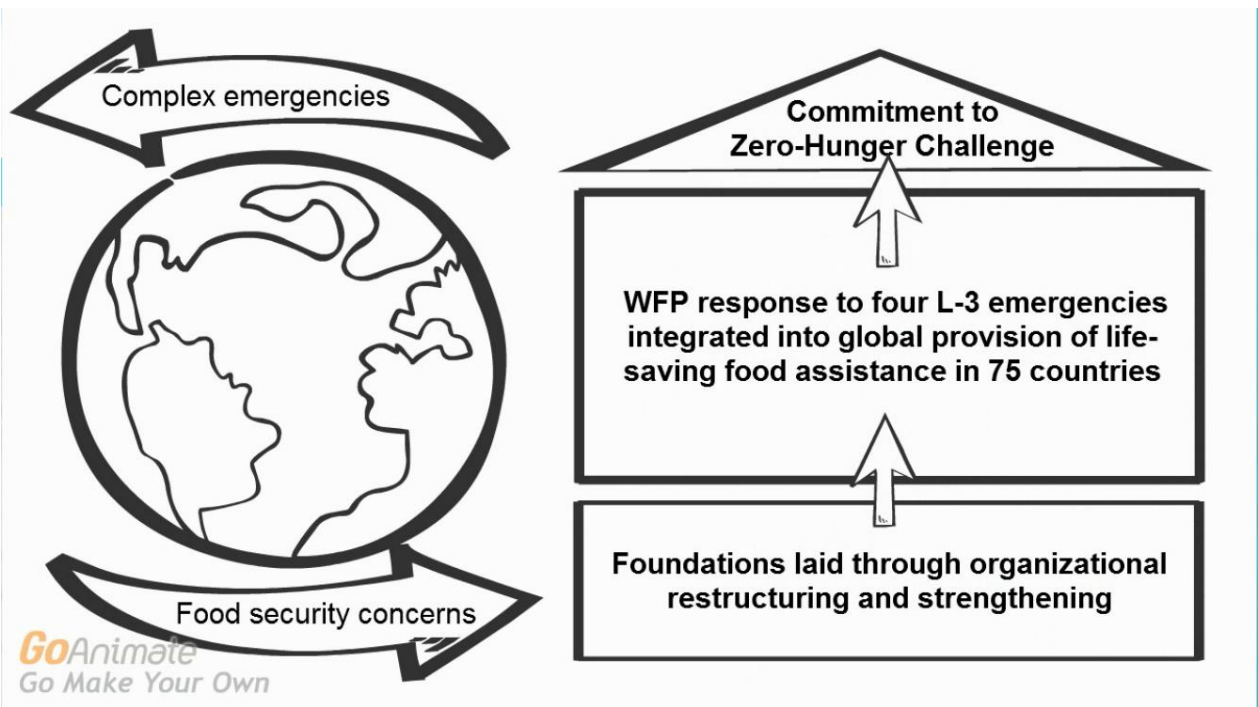 Complex emergencies
Food security concerns
Commitment to
Zero-Hunger Challenge
WFP response to four L-3 emergencies
integrated into global provision of life-
saving food assistance in 75 countries
Foundations laid through organizational
restructuring and strengthening
GoAnimate
Go Make Your Own